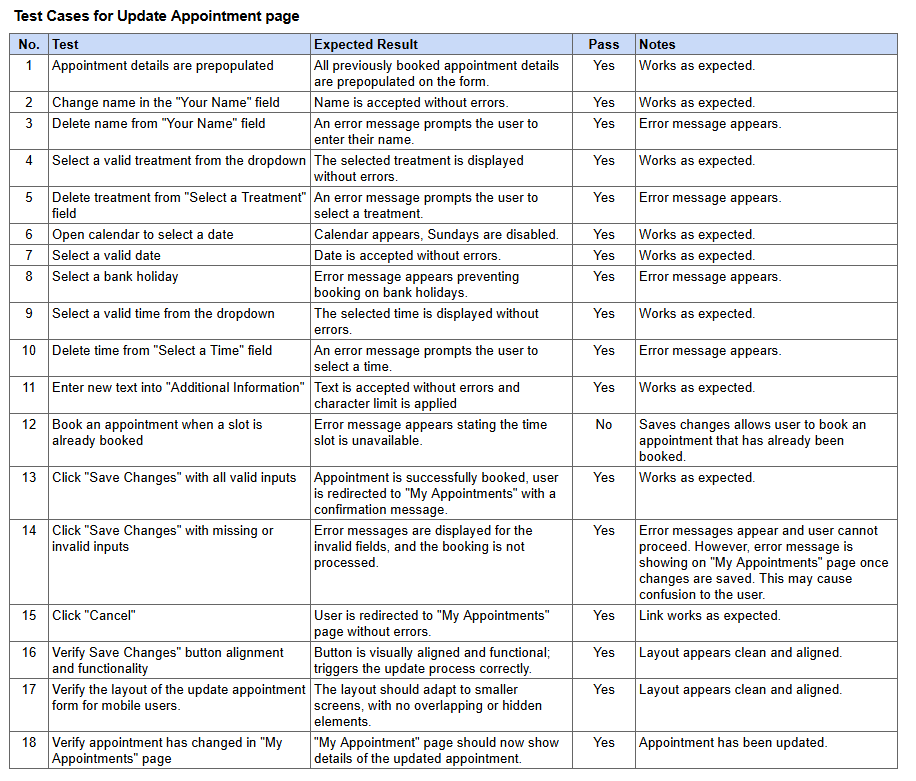 Test Cases for Update Appointment page
No. Test Expected Result Pass Notes
1 Appointment details are prepopulated All previously booked appointment details Yes Works as expected.
are prepopulated on the form.
2 Change name in the "Your Name" field Name is accepted without errors. Yes Works as expected.
3 Delete name from "Your Name" field An error message prompts the user to Yes Error message appears.
enter their name.
4 Select a valid treatment from the dropdown The selected treatment is displayed Yes Works as expected.
without errors.
5 Delete treatment from "Select a Treatment" An error message prompts the user to Yes Error message appears.
field select a treatment.
6 Open calendar to select a date Calendar appears, Sundays are disabled. Yes Works as expected.
7 Select a valid date Date is accepted without errors. Yes Works as expected.
8 Select a bank holiday Error message appears preventing Yes Error message appears.
booking on bank holidays.
9 Select a valid time from the dropdown The selected time is displayed without Yes Works as expected.
errors.
10 Delete time from "Select a Time" field An error message prompts the user to Yes Error message appears.
select a time.
11 Enter new text into "Additional Information" Text is accepted without errors and Yes Works as expected.
character limit is applied
12 Book an appointment when a slot is Error message appears stating the time No Saves changes allows user to book an
already booked slot is unavailable. appointment that has already been
booked.
13 Click "Save Changes" with all valid inputs Appointment is successfully booked, user Yes Works as expected.
is redirected to "My Appointments" with a
confirmation message.
14 Click "Save Changes" with missing or Error messages are displayed for the Yes Error messages appear and user cannot
invalid inputs invalid fields, and the booking is not proceed. However, error message is
processed. showing on "My Appointments" page once
changes are saved. This may cause
confusion to the user.
15 Click "Cancel" User is redirected to "My Appointments" Yes Link works as expected.
page without errors.
16 Verify Save Changes" button alignment Button is visually aligned and functional; Yes Layout appears clean and aligned.
and functionality triggers the update process correctly.
17 Verify the layout of the update appointment The layout should adapt to smaller Yes Layout appears clean and aligned.
form for mobile users. screens, with no overlapping or hidden
elements.
18 Verify appointment has changed in "My "My Appointment" page should now show Yes Appointment has been updated.
Appointments" page details of the updated appointment.